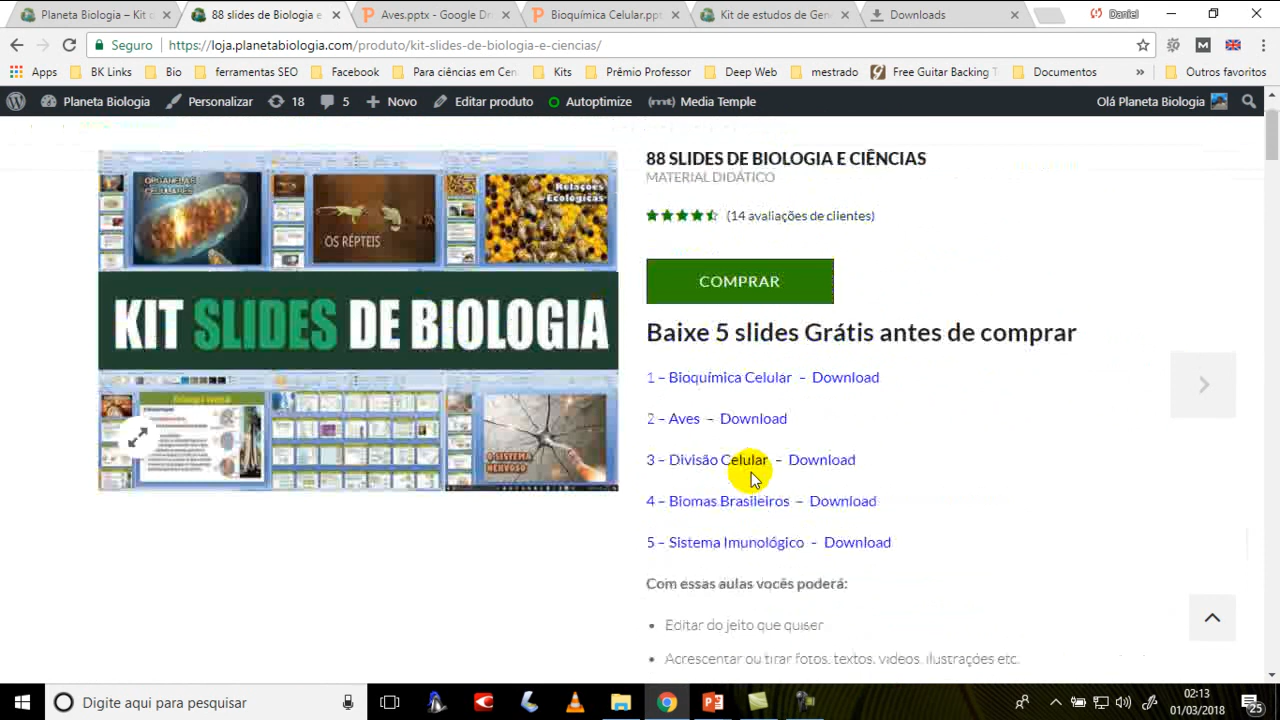 Planeta Biologia – Kit c
88 slides de Biologia e
Aves.pptx - Google Dr
Bioquímica Celular.ppt
Kit de estudos de Gen
Downloads
Daniel
Seguro
https://loja.planetabiologia.com/produto/kit-slides-de-biologia-e-ciencias/
Apps
BK Links
Bio
ferramentas SEO
Facebook
Para ciências em Cen
Kits
Prêmio Professor
Deep Web
mestrado
Free Guitar Backing T
Documentos
»
Outros favoritos
Planeta Biologia
Personalizar
18
5
Novo
Editar produto
Autoptimize
(mt) Media Temple
Olá Planeta Biologia
ORGANELAS
CELULARES
OS RÉPTEIS
Relações
Ecológicas
KIT SLIDES DE BIOLOGIA
O SISTEMA
NERVOSO
88 SLIDES DE BIOLOGIA E CIÊNCIAS
MATERIAL DIDÁTICO
(14 avaliações de clientes)
COMPRAR
Baixe 5 slides Grátis antes de comprar
1 – Bioquímica Celular – Download
2 – Aves – Download
3 – Divisão Celular – Download
4 – Biomas Brasileiros – Download
5 – Sistema Imunológico - Download
Com essas aulas vocês poderá:
• Editar do jeito que quiser
• Acrescentar ou tirar fotos, textos, vídeos, ilustrações etc.
Digite aqui para pesquisar
02:13
01/03/2018
25